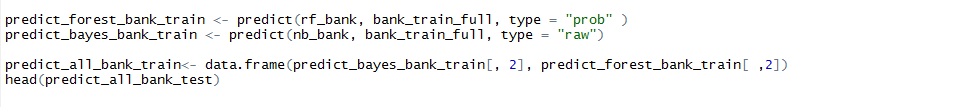 predict_forest_bank_train <- predict(rf_bank, bank_train_full, type = "prob" )
predict_bayes_bank_train <- predict(nb_bank, bank_train_full, type = "raw")
predict_all_bank_train<- data.frame(predict_bayes_bank_train[, 2], predict_forest_bank_train[ ,2])
head(predict_all_bank_test)